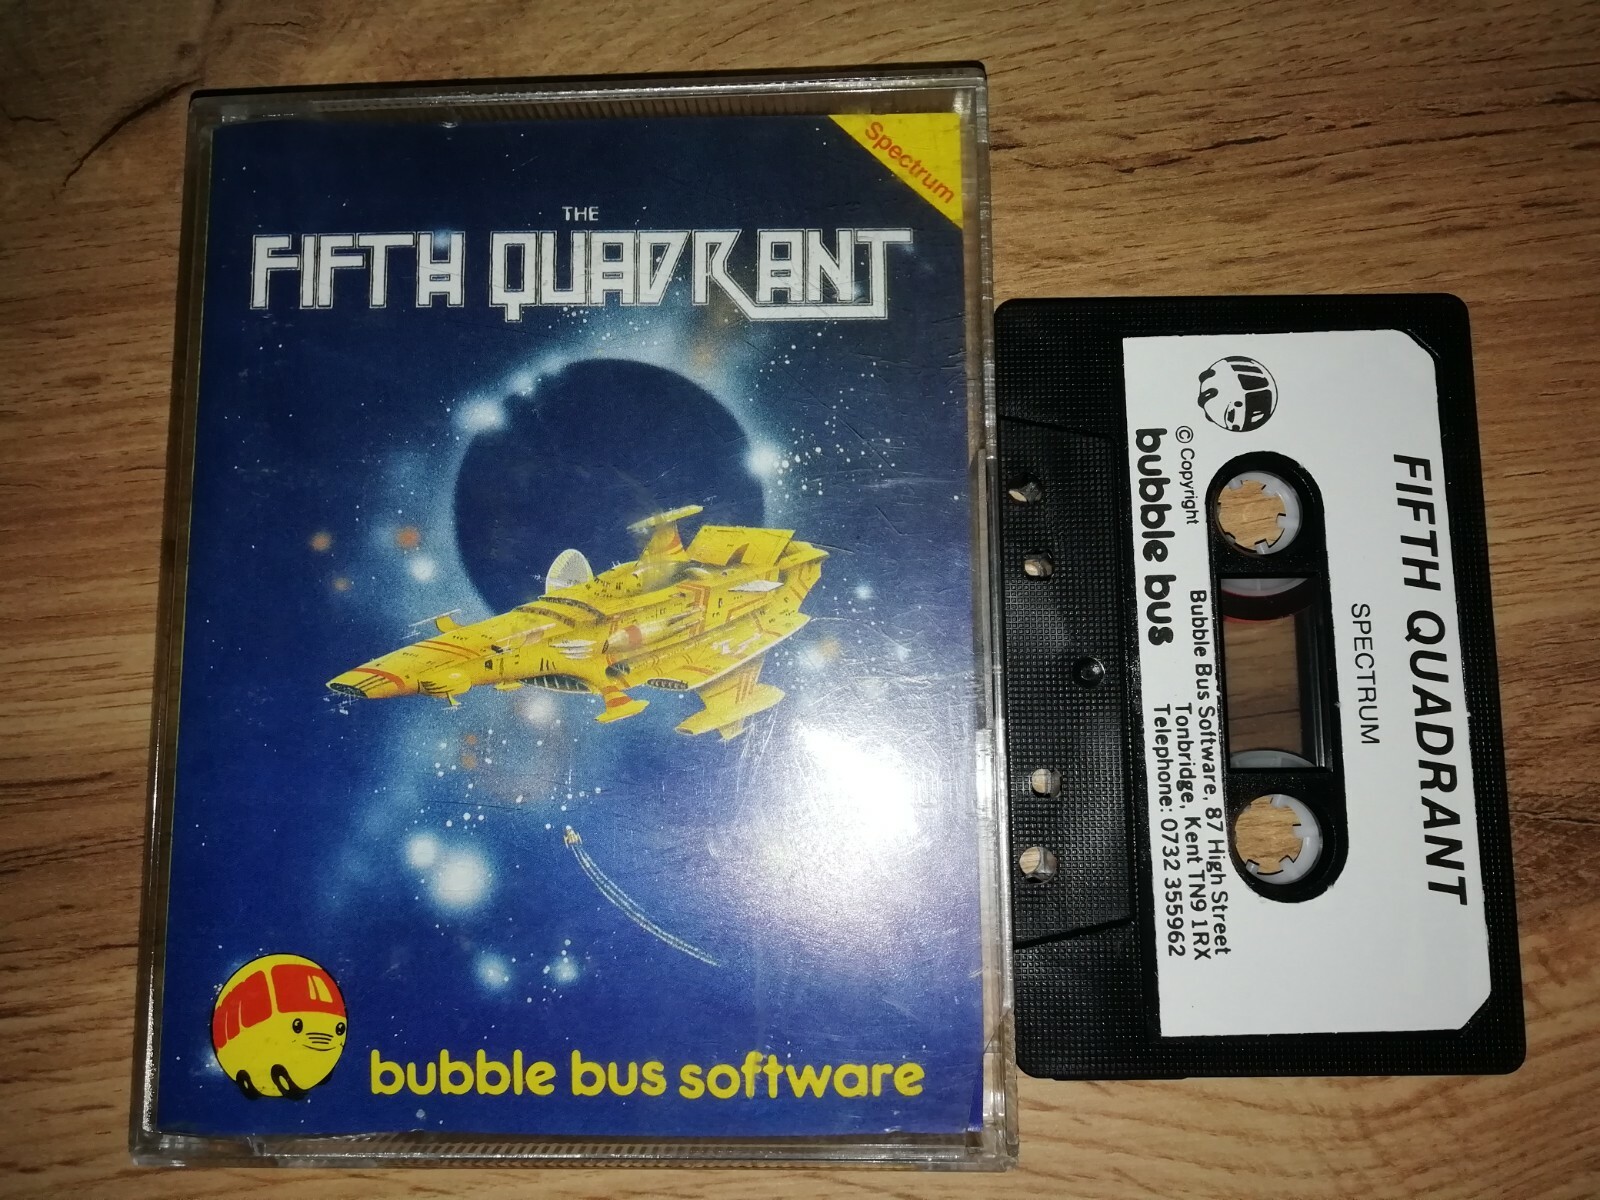 Spectrum
THE
FIFTH QUADRANT
bubble bus software
FIFTH QUADRANT
SPECTRUM
© Copyright
bubble bus
Bubble Bus Software, 87 High Street
Tonbridge, Kent TN9 1RX
Telephone: 0732 355962